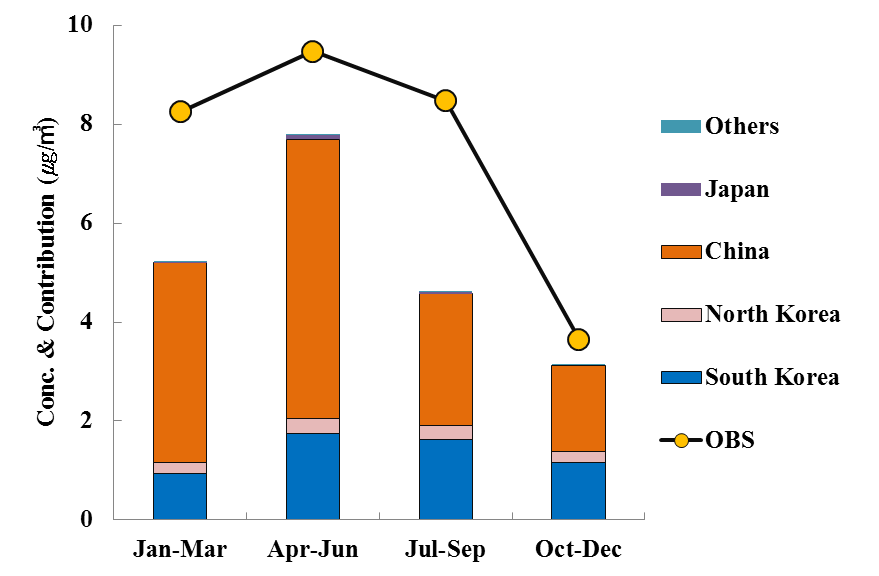 10
8
6
4
2
0
Conc. & Contribution (㎍/㎥)
Jan-Mar
Apr-Jun
Jul-Sep
Oct-Dec
Others
Japan
China
North Korea
South Korea
OBS